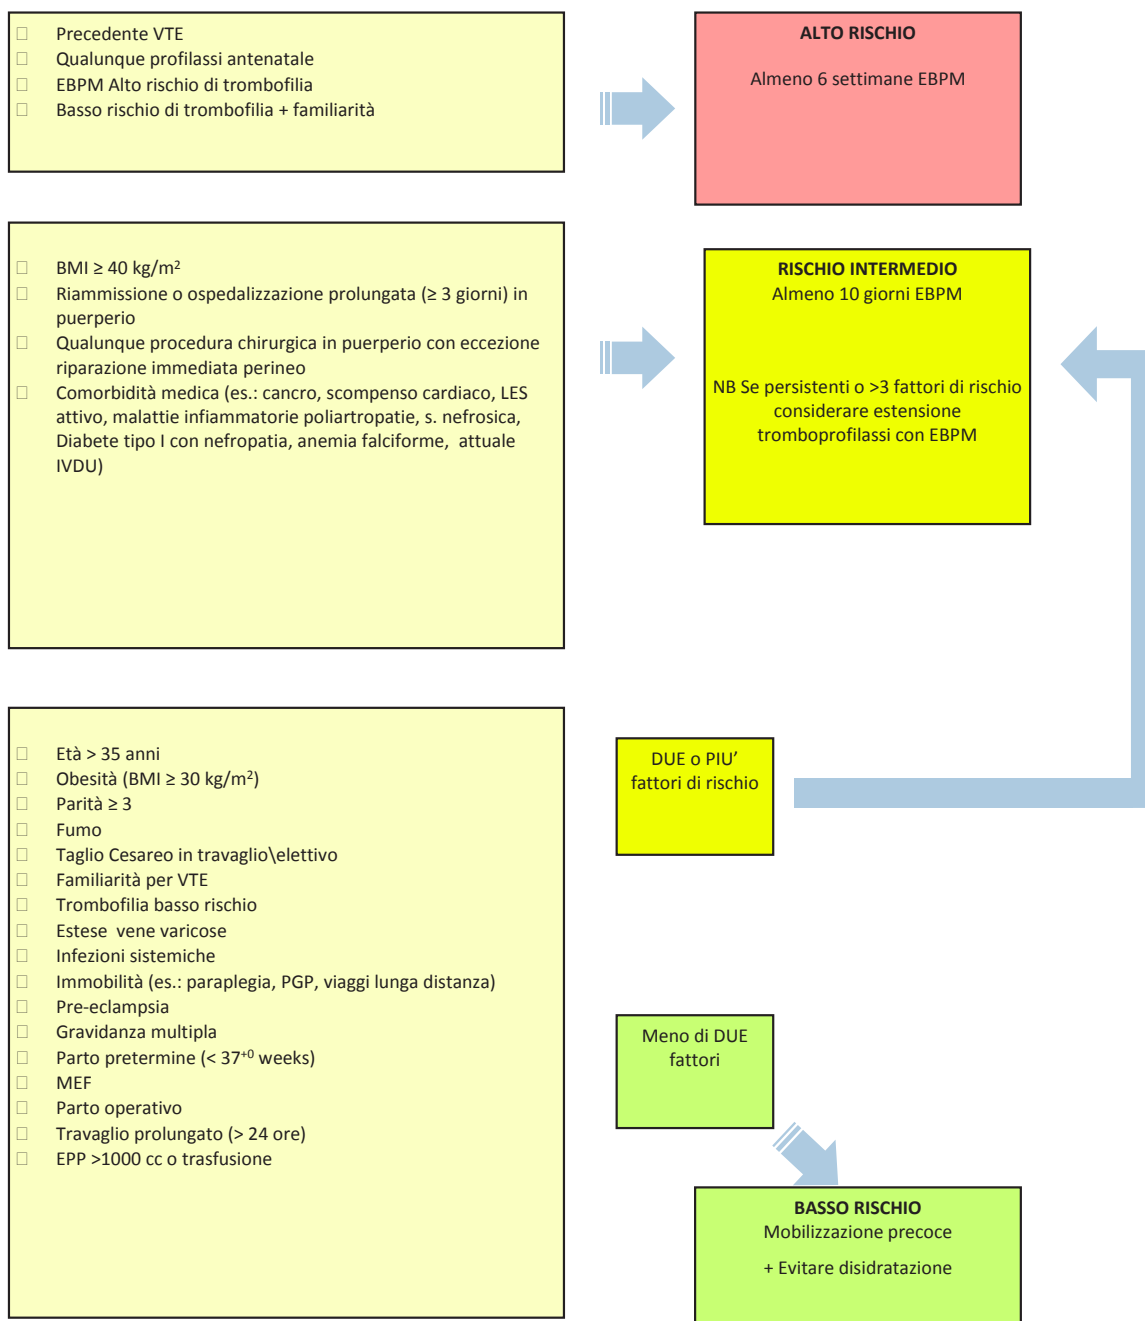 Precedente VTE
Qualunque profilassi antenatale
EBPM Alto rischio di trombofilia
Basso rischio di trombofilia + familiarità
ALTO RISCHIO
Almeno 6 settimane EBPM
BMI ≥ 40 kg/m²
Riammissione o ospedalizzazione prolungata (≥ 3 giorni) in
puerperio
Qualunque procedura chirurgica in puerperio con eccezione
riparazione immediata perineo
Comorbidità medica (es.: cancro, scompenso cardiaco, LES
attivo, malattie infiammatorie poliartropatie, s. nefrosica,
Diabete tipo I con nefropatia, anemia falciforme, attuale
IVDU)
RISCHIO INTERMEDIO
Almeno 10 giorni EBPM
NB Se persistenti o >3 fattori di rischio
considerare estensione
tromboprofilassi con EBPM
Età > 35 anni
Obesità (BMI ≥ 30 kg/m²)
Parità ≥ 3
Fumo
Taglio Cesareo in travaglio\elettivo
Familiarità per VTE
Trombofilia basso rischio
Estese vene varicose
Infezioni sistemiche
Immobilità (es.: paraplegia, PGP, viaggi lunga distanza)
Pre-eclampsia
Gravidanza multipla
Parto pretermine (< 37⁺⁰ weeks)
MEF
Parto operativo
Travaglio prolungato (> 24 ore)
EPP >1000 cc o trasfusione
DUE o PIU’
fattori di rischio
Meno di DUE
fattori
BASSO RISCHIO
Mobilizzazione precoce
+ Evitare disidratazione